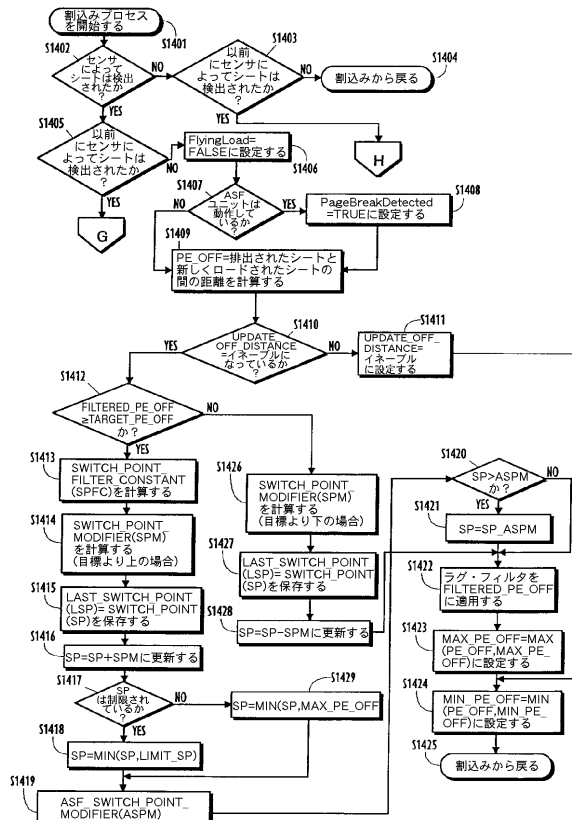 割込みプロセス
を開始する
S1401
S1402
センサ
によって
シートは検出
されたか
?
NO
YES
S1403
以前
にセンサに
よってシートは
検出されたか
?
NO
YES
S1404
割込みから戻る
H
S1405
以前
にセンサに
よってシートは
検出されたか
?
NO
YES
G
FlyingLoad=
FALSEに設定する
S1406
S1407
ASF
ユニットは
動作して
いるか
?
NO
YES
S1408
PageBreakDetected
=TRUEに設定する
S1409
PE_OFF=排出されたシートと
新しくロードされたシートの
間の距離を計算する
S1410
UPDATE_
OFF_DISTANCE
=イネーブルに
なっているか
?
YES
NO
S1411
UPDATE_OFF_
DISTANCE=
イネーブル
に設定する
S1412
FILTERED_PE_OFF
≥TARGET_PE_OFF
か?
NO
YES
S1413
SWITCH_POINT_
FILTER_CONSTANT
(SPFC)を計算する
S1414
SWITCH_POINT_
MODIFIER(SPM)
を計算する
(目標より上の場合)
S1415
LAST_SWITCH_POINT
(LSP)= SWITCH_POINT
(SP)を保存する
S1416
SP=SP+SPMに更新する
S1417
SP
は制限され
ているか
?
NO
YES
S1418
SP=MIN(SP,LIMIT_SP)
S1419
ASF_SWITCH_POINT_
MODIFIER(ASPM)
S1426
SWITCH_POINT
_MODIFIER(SPM)
を計算する
(目標より下の場合)
S1427
LAST_SWITCH_POINT
(LSP)= SWITCH_POINT
(SP)を保存する
S1428
SP=SP-SPMに更新する
S1429
SP=MIN(SP,MAX_PE_OFF
S1420
SP>ASPM
か?
NO
YES
S1421
SP=SP_ASPM
S1422
ラグ・フィルタを
FILTERED_PE_OFF
に適用する
S1423
MAX_PE_OFF=MAX
(PE_OFF,MAX_PE_
OFF)に設定する
S1424
MIN_PE_OFF=MIN
(PE_OFF,MIN_PE_
OFF)に設定する
S1425
割込みから戻る